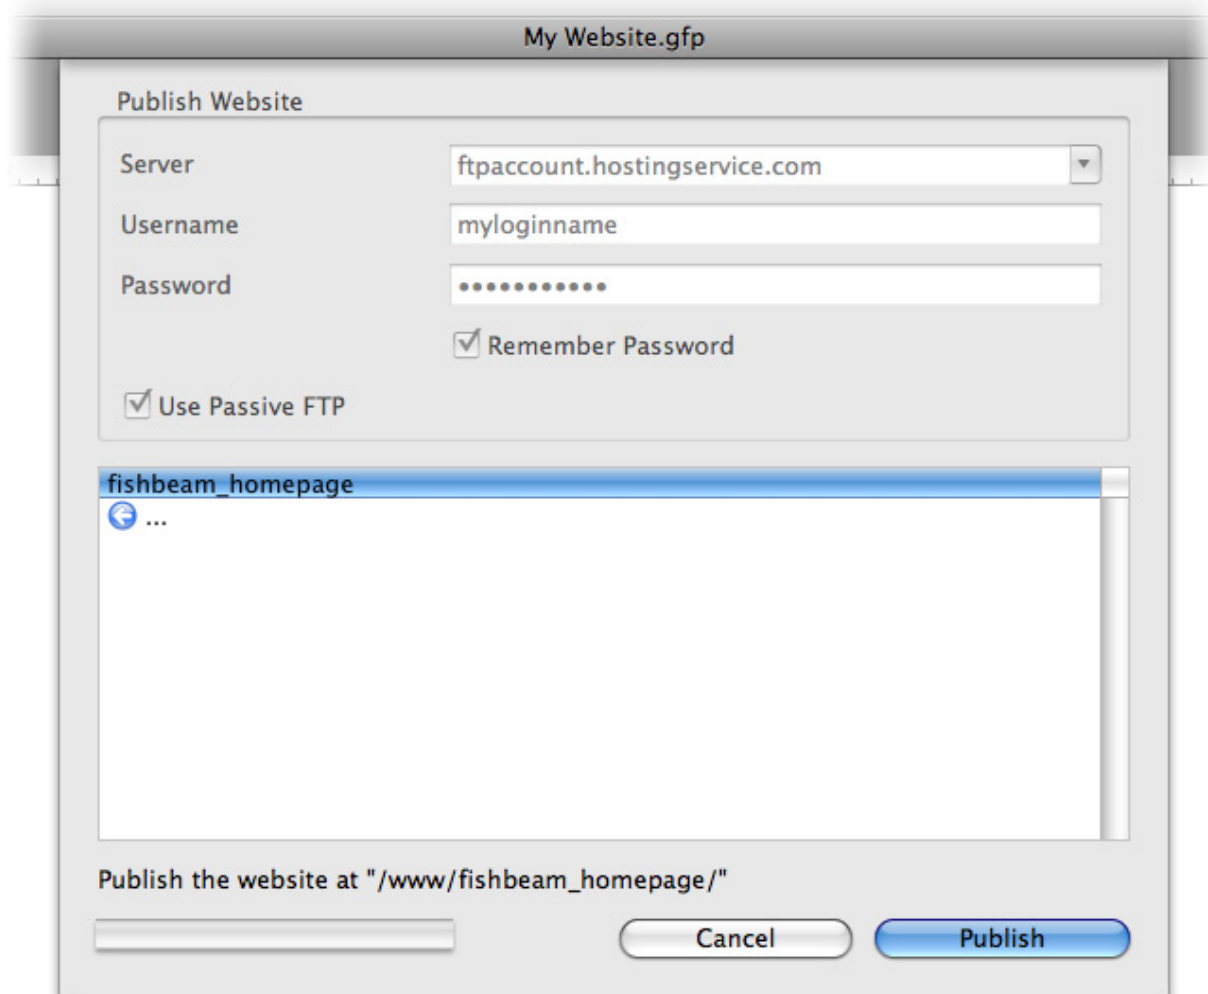 My Website.gfp
Publish Website
Server ftpaccount.hostingservice.com
Username myloginname
Password •••••••••••
Remember Password
Use Passive FTP
fishbeam_homepage
...
Publish the website at "/www/fishbeam_homepage/"
Cancel Publish